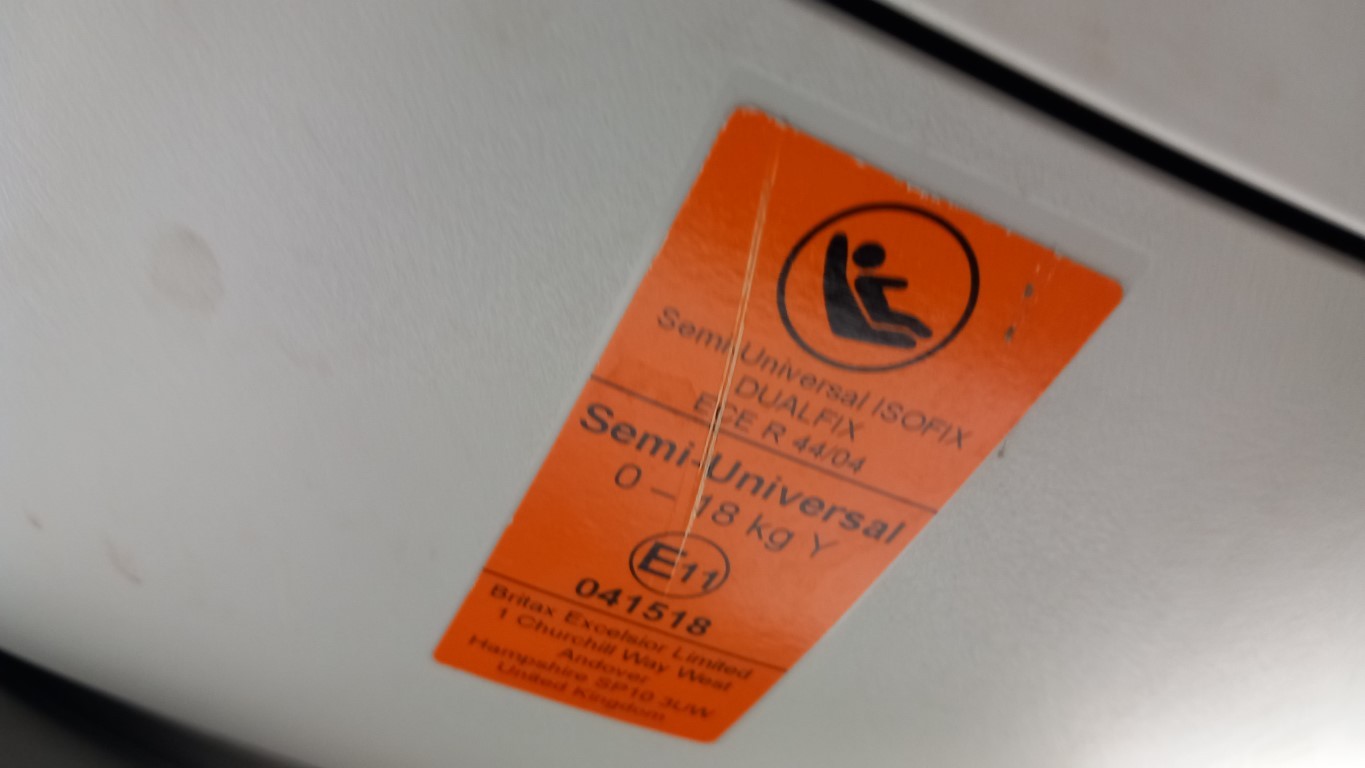 Semi-Universal ISOFIX
DUALFIX
ECE R 44/04
Semi-Universal
0 – 18 kg Y
E11
041518
Britax Excelsior Limited
1 Churchill Way West
Andover
Hampshire SP10 3UW
United Kingdom